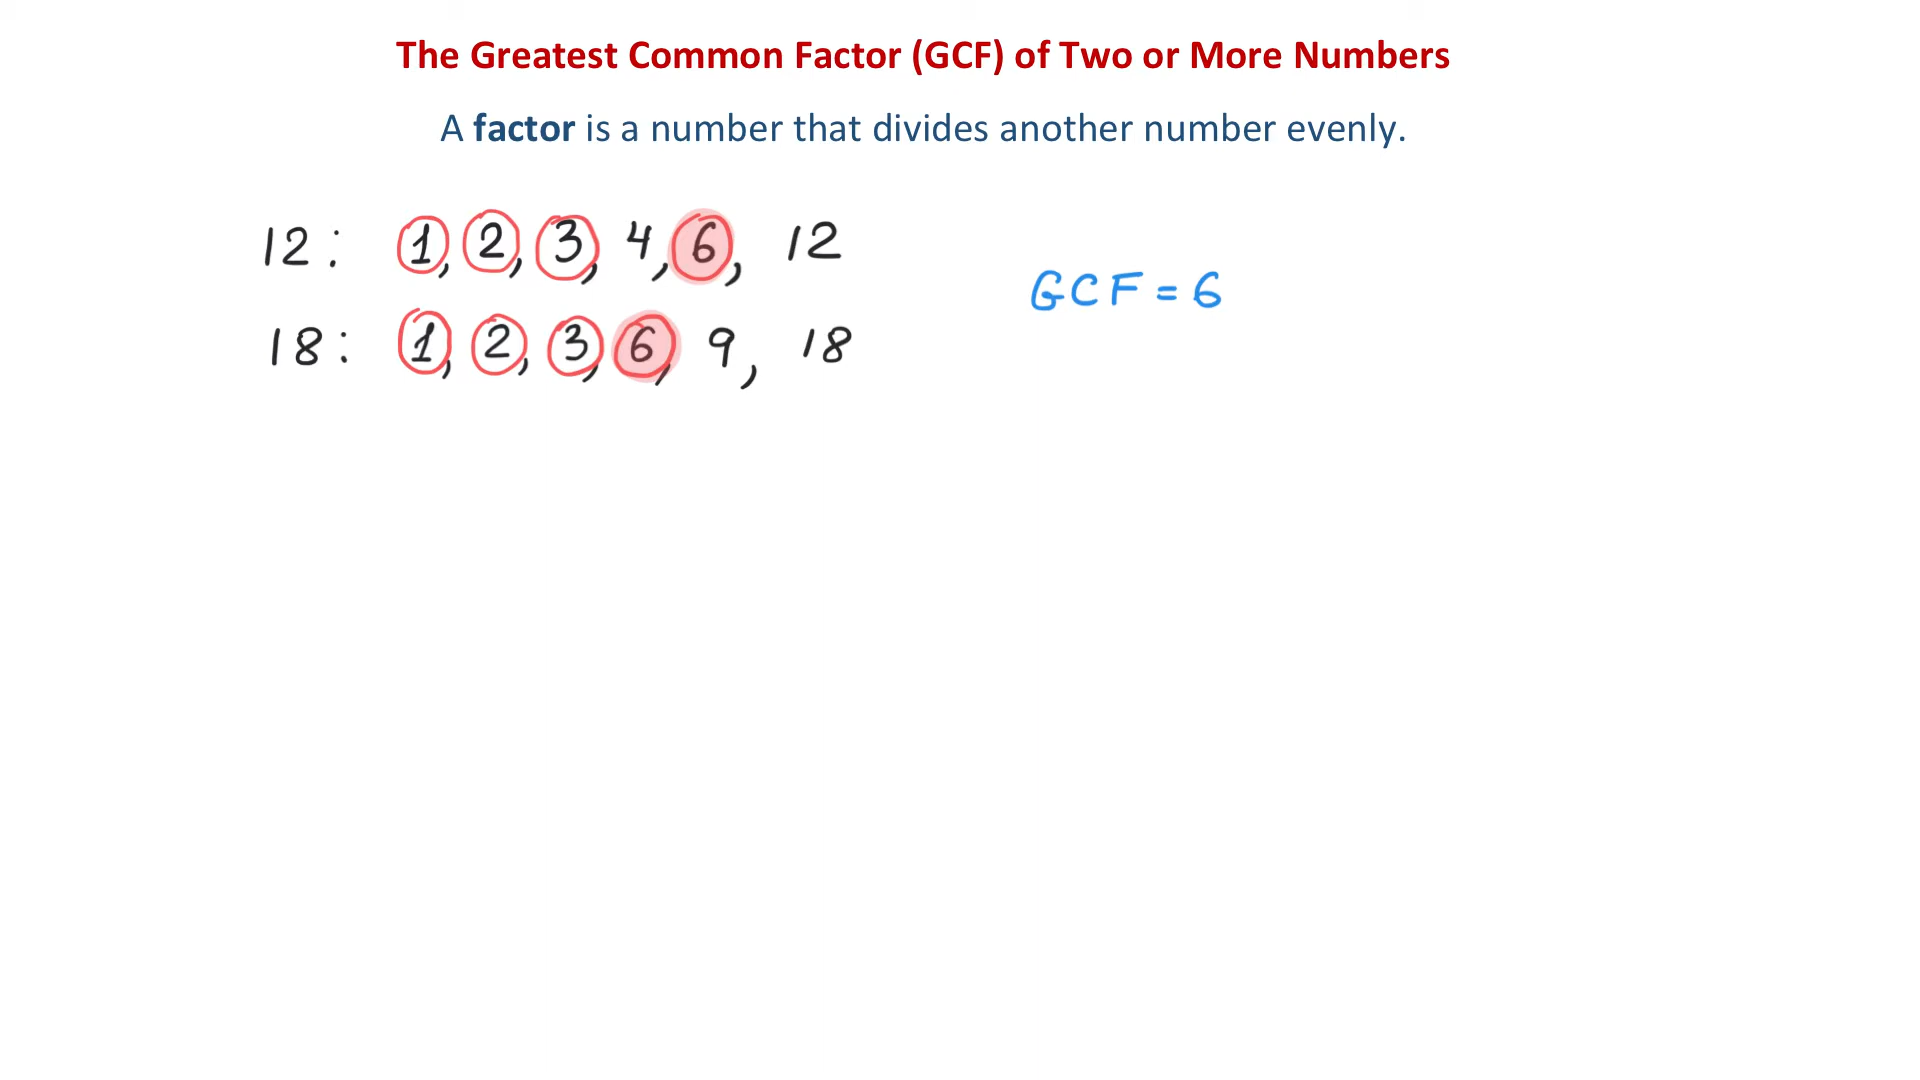 The Greatest Common Factor (GCF) of Two or More Numbers
A factor is a number that divides another number evenly.
12: 1, 2, 3, 4, 6, 12
GCF = 6
18: 1, 2, 3, 6, 9, 18